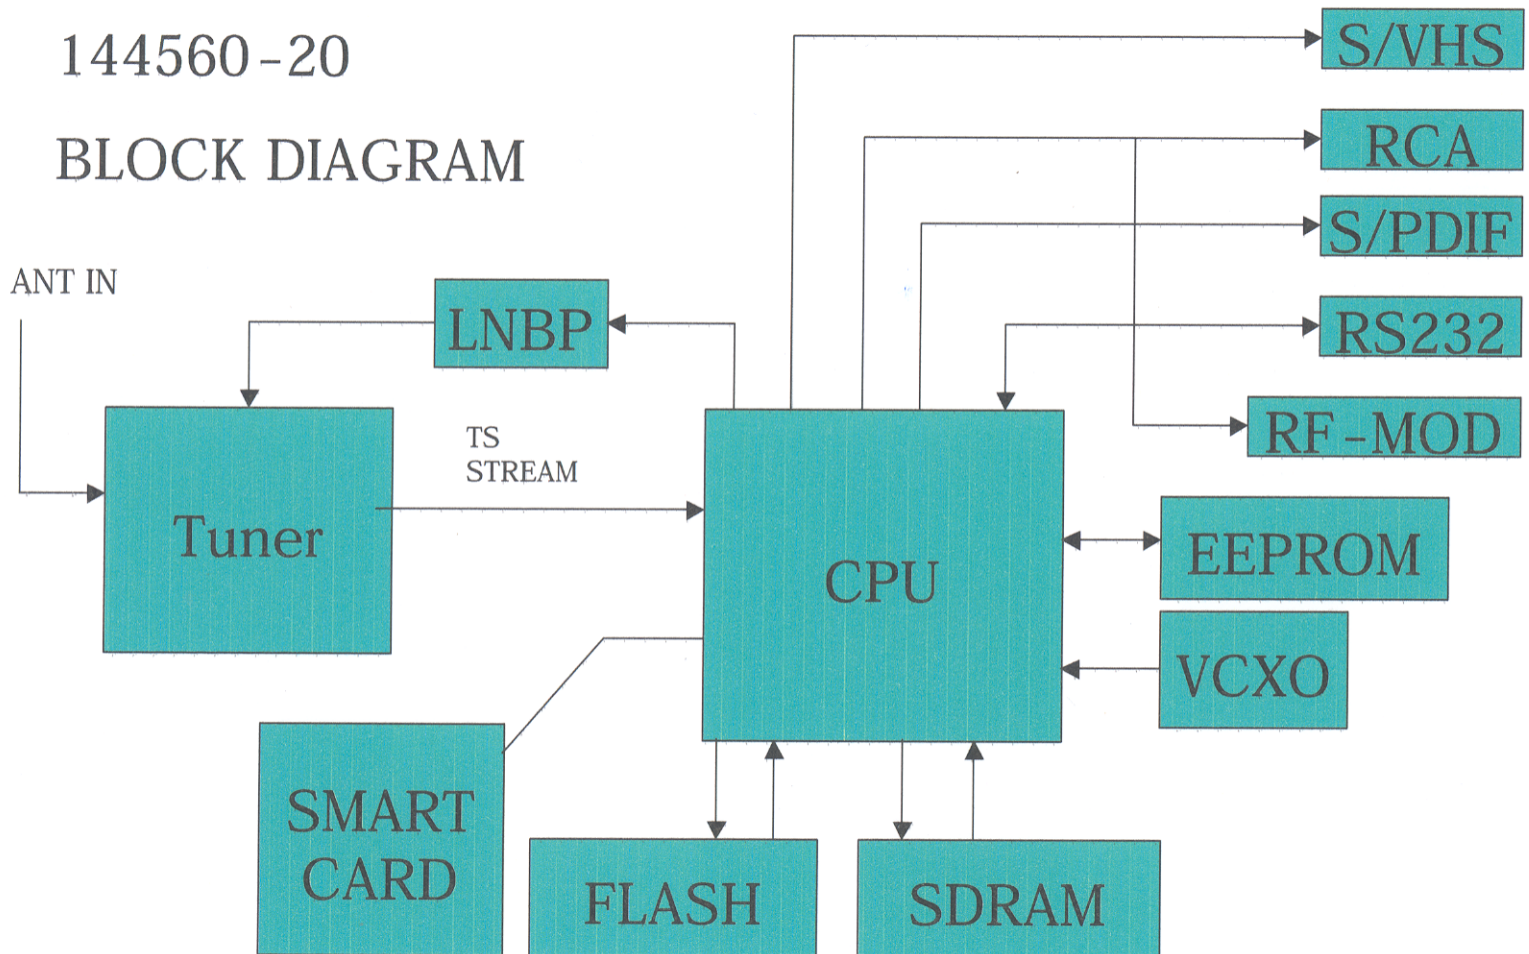 144560-20
BLOCK DIAGRAM
S/VHS
RCA
S/PDIF
ANT IN
LNBP
RS232
RF-MOD
TS
STREAM
Tuner
CPU
EEPROM
VCXO
SMART
CARD
FLASH
SDRAM